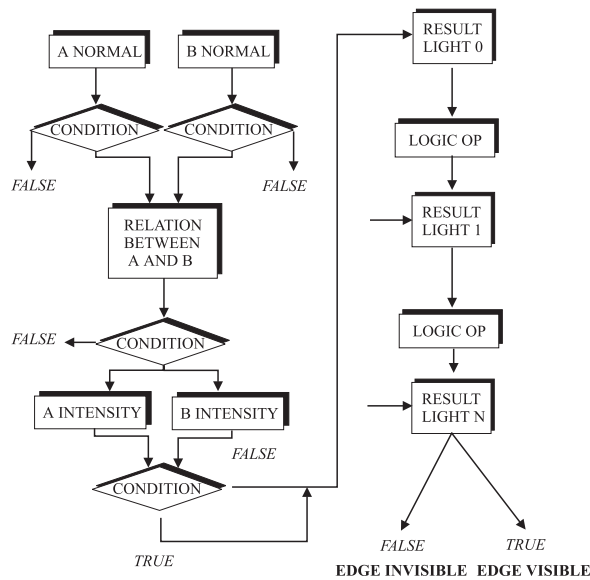 A NORMAL
B NORMAL
CONDITION
CONDITION
FALSE
FALSE
RELATION
BETWEEN
A AND B
FALSE
CONDITION
A INTENSITY
B INTENSITY
FALSE
CONDITION
TRUE
RESULT
LIGHT 0
LOGIC OP
RESULT
LIGHT 1
LOGIC OP
RESULT
LIGHT N
FALSE
TRUE
EDGE INVISIBLE
EDGE VISIBLE